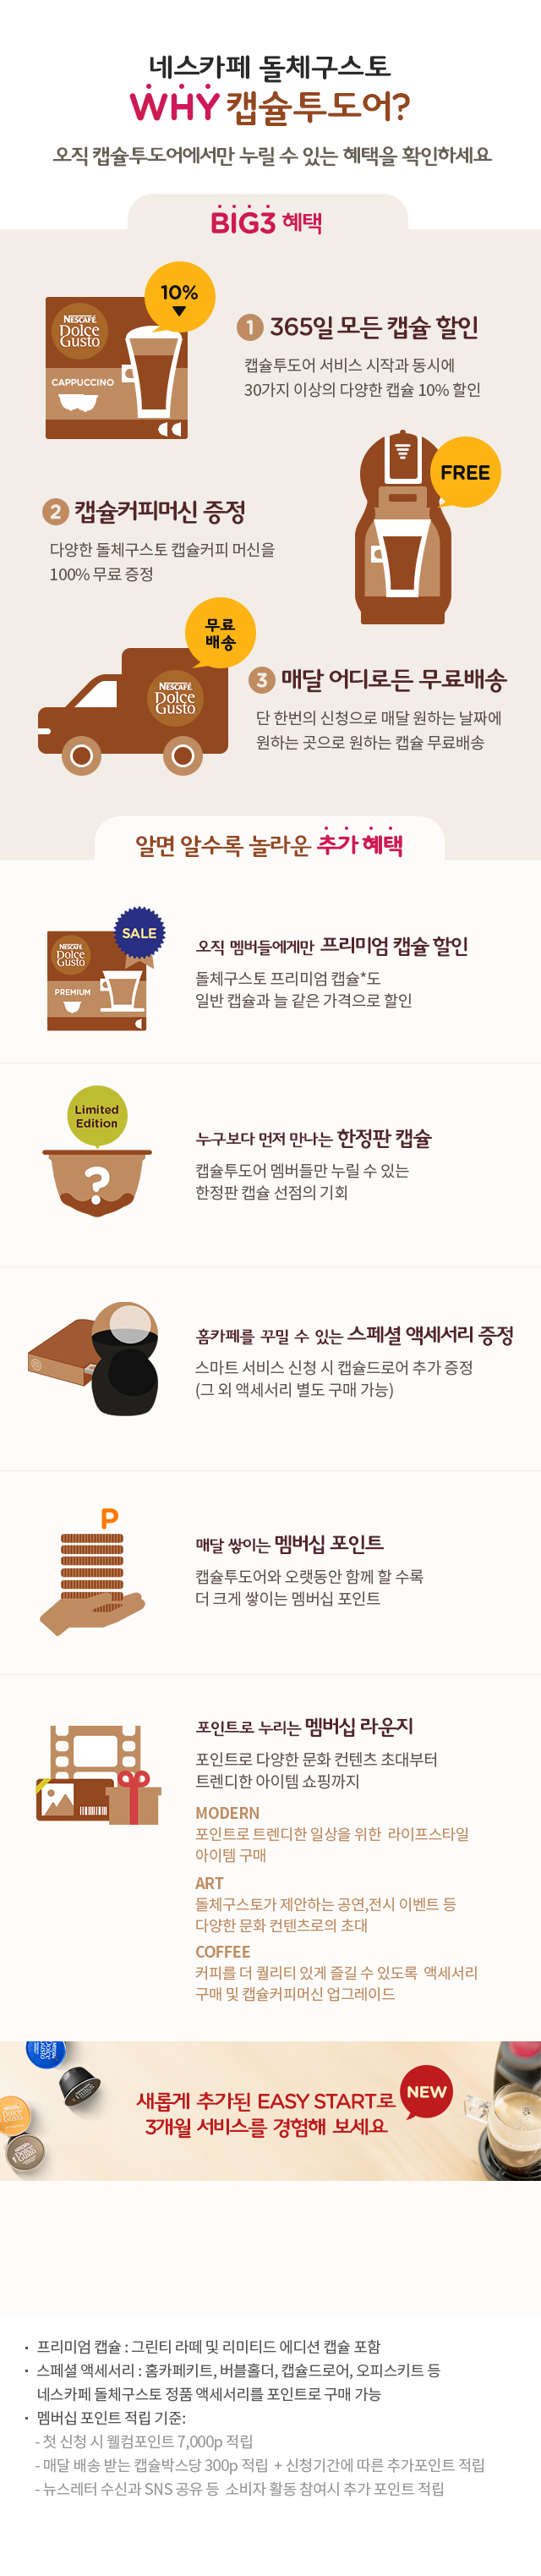 네스카페 돌체구스토
WHY 캡슐투도어?
오직 캡슐투도어에서만 누릴 수 있는 혜택을 확인하세요
BIG3 혜택
10%
NESCAFÉ
Dolce
Gusto
CAPPUCCINO
1 365일 모든 캡슐 할인
캡슐투도어 서비스 시작과 동시에
30가지 이상의 다양한 캡슐 10% 할인
FREE
2 캡슐커피머신 증정
다양한 돌체구스토 캡슐커피 머신을
100% 무료 증정
무료
배송
NESCAFÉ
Dolce
Gusto
3 매달 어디로든 무료배송
단 한번의 신청으로 매달 원하는 날짜에
원하는 곳으로 원하는 캡슐 무료배송
알면 알수록 놀라운 추가 혜택
SALE
NESCAFÉ
Dolce
Gusto
PREMIUM
오직 멤버들에게만 프리미엄 캡슐 할인
돌체구스토 프리미엄 캡슐*도
일반 캡슐과 늘 같은 가격으로 할인
Limited
Edition
?
누구보다 먼저 만나는 한정판 캡슐
캡슐투도어 멤버들만 누릴 수 있는
한정판 캡슐 선점의 기회
홈카페를 꾸밀 수 있는 스페셜 액세서리 증정
스마트 서비스 신청 시 캡슐드로어 추가 증정
(그 외 액세서리 별도 구매 가능)
P
매달 쌓이는 멤버십 포인트
캡슐투도어와 오랫동안 함께 할 수록
더 크게 쌓이는 멤버십 포인트
포인트로 누리는 멤버십 라운지
포인트로 다양한 문화 컨텐츠 초대부터
트렌디한 아이템 쇼핑까지
MODERN
포인트로 트렌디한 일상을 위한 라이프스타일
아이템 구매
ART
돌체구스토가 제안하는 공연,전시 이벤트 등
다양한 문화 컨텐츠로의 초대
COFFEE
커피를 더 퀄리티 있게 즐길 수 있도록 액세서리
구매 및 캡슐커피머신 업그레이드
새롭게 추가된 EASY START로
3개월 서비스를 경험해 보세요
NEW
· 프리미엄 캡슐 : 그린티 라떼 및 리미티드 에디션 캡슐 포함
· 스페셜 액세서리 : 홈카페키트, 버블홀더, 캡슐드로어, 오피스키트 등
네스카페 돌체구스토 정품 액세서리를 포인트로 구매 가능
· 멤버십 포인트 적립 기준:
- 첫 신청 시 웰컴포인트 7,000p 적립
- 매달 배송 받는 캡슐박스당 300p 적립 + 신청기간에 따른 추가포인트 적립
- 뉴스레터 수신과 SNS 공유 등 소비자 활동 참여시 추가 포인트 적립